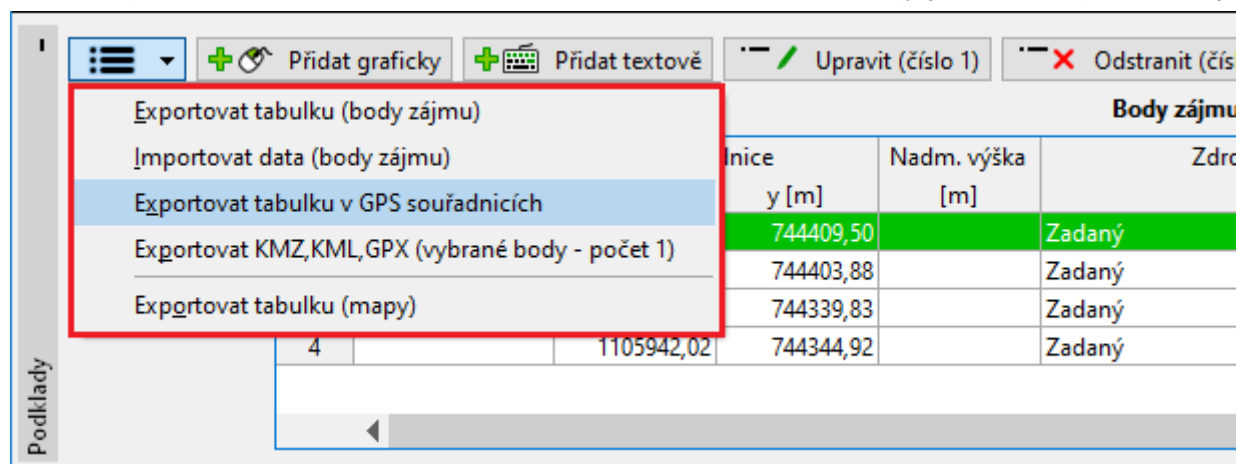 Přidat graficky Přidat textově Upravit (číslo 1) Odstranit (čís
Exportovat tabulku (body zájmu)
Importovat data (body zájmu)
Exportovat tabulku v GPS souřadnicích
Exportovat KMZ,KML,GPX (vybrané body - počet 1)
Exportovat tabulku (mapy)
Body zájmu
dnice Nadm. výška Zdro
y [m] [m]
744409,50 Zadaný
744403,88 Zadaný
744339,83 Zadaný
4 1105942,02 744344,92 Zadaný
Podklady